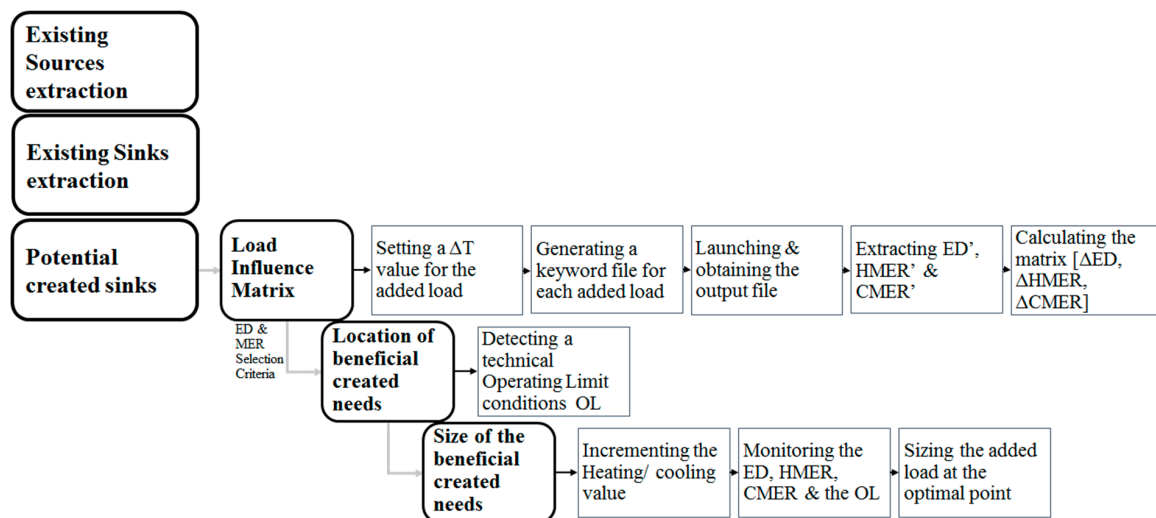 Existing
Sources
extraction
Existing Sinks
extraction
Potential
created sinks
Load
Influence
Matrix
Setting a ΔT
value for the
added load
Generating a
keyword file for
each added load
Launching &
obtaining the
output file
Extracting ED’,
HMER’ &
CMER’
Calculating the
matrix [ΔED,
ΔHMER,
ΔCMER]
ED &
MER
Selection
Criteria
Location of
beneficial
created
needs
Detecting a
technical
Operating Limit
conditions OL
Size of the
beneficial
created
needs
Incrementing the
Heating/ cooling
value
Monitoring the
ED, HMER,
CMER & the OL
Sizing the added
load at the
optimal point